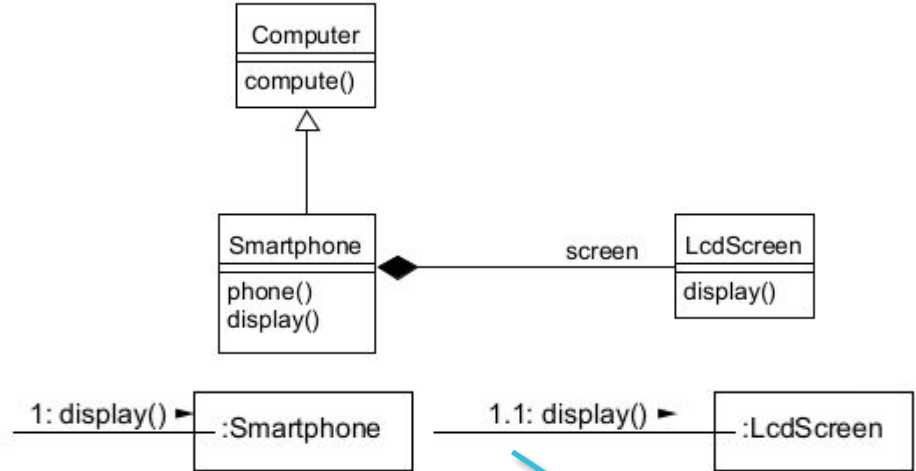 Computer
compute()
Smartphone
phone()
display()
screen
LcdScreen
display()
1: display()
:Smartphone
1.1: display()
:LcdScreen